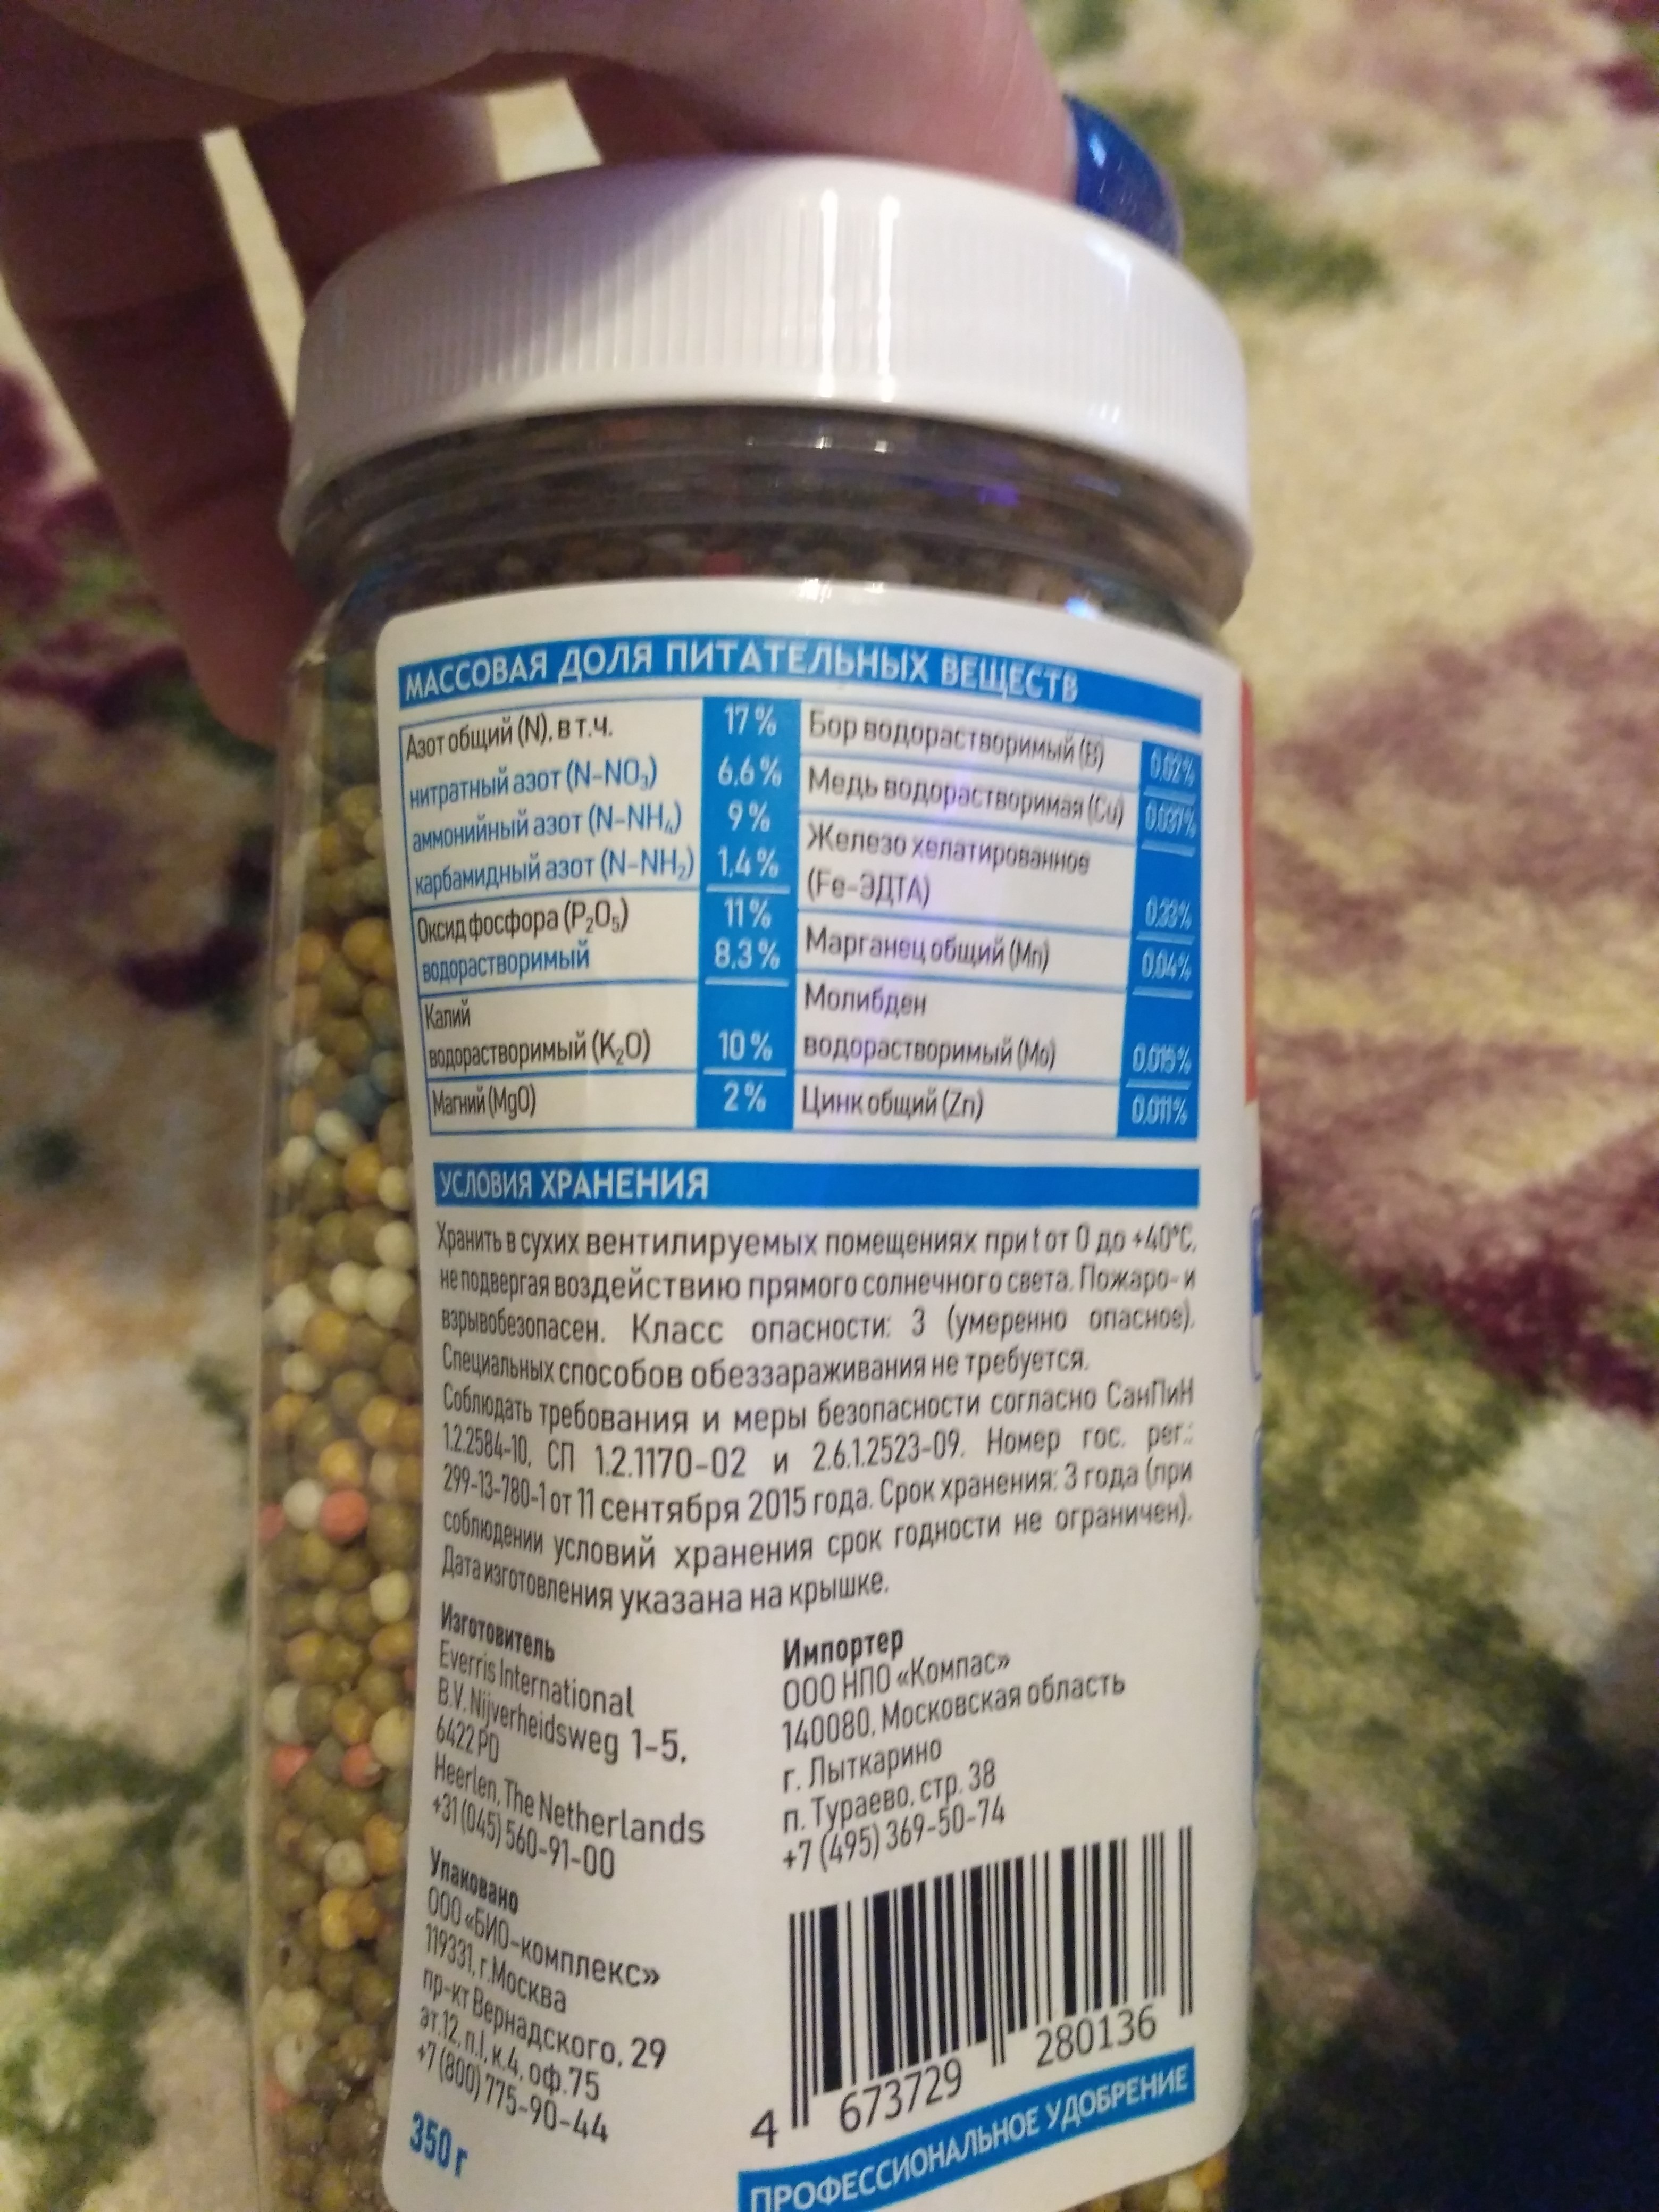 МАССОВАЯ ДОЛЯ ПИТАТЕЛЬНЫХ ВЕЩЕСТВ
Азот общий (N), в т.ч. 17 %
нитратный азот (N-NO₃) 6,6 %
аммонийный азот (N-NH₄) 9 %
карбамидный азот (N-NH₂) 1,4 %
Оксид фосфора (P₂O₅) 11 %
водорастворимый 8,3 %
Калий
водорастворимый (K₂O) 10 %
Магний (MgO) 2 %
Бор водорастворимый (B) 0,02%
Медь водорастворимая (Cu) 0,037%
Железо хелатированное
(Fe-ЭДТА) 0,33%
Марганец общий (Mn) 0,04%
Молибден
водорастворимый (Mo) 0,015%
Цинк общий (Zn) 0,011%
УСЛОВИЯ ХРАНЕНИЯ
Хранить в сухих вентилируемых помещениях при t от 0 до +40°C,
не подвергая воздействию прямого солнечного света. Пожаро- и
взрывобезопасен. Класс опасности: 3 (умеренно опасное).
Специальных способов обеззараживания не требуется.
Соблюдать требования и меры безопасности согласно СанПиН
1.2.2584-10, СП 1.2.1170-02 и 2.6.1.2523-09. Номер гос. рег.:
299-13-780-1 от 11 сентября 2015 года. Срок хранения: 3 года (при
соблюдении условий хранения срок годности не ограничен).
Дата изготовления указана на крышке.
Изготовитель
Everris International
B.V. Nijverheidsweg 1-5,
6422 PD
Heerlen, The Netherlands
+31 (045) 560-91-00
Упаковано
ООО «БИО-комплекс»
119331, г.Москва
пр-кт Вернадского, 29
эт.12, п.I, к.4, оф.75
+7 (800) 775-90-44
350 г
Импортер
ООО НПО «Компас»
140080, Московская область
г. Лыткарино
п. Тураево, стр. 38
+7 (495) 369-50-74
4 673729 280136
ПРОФЕССИОНАЛЬНОЕ УДОБРЕНИЕ